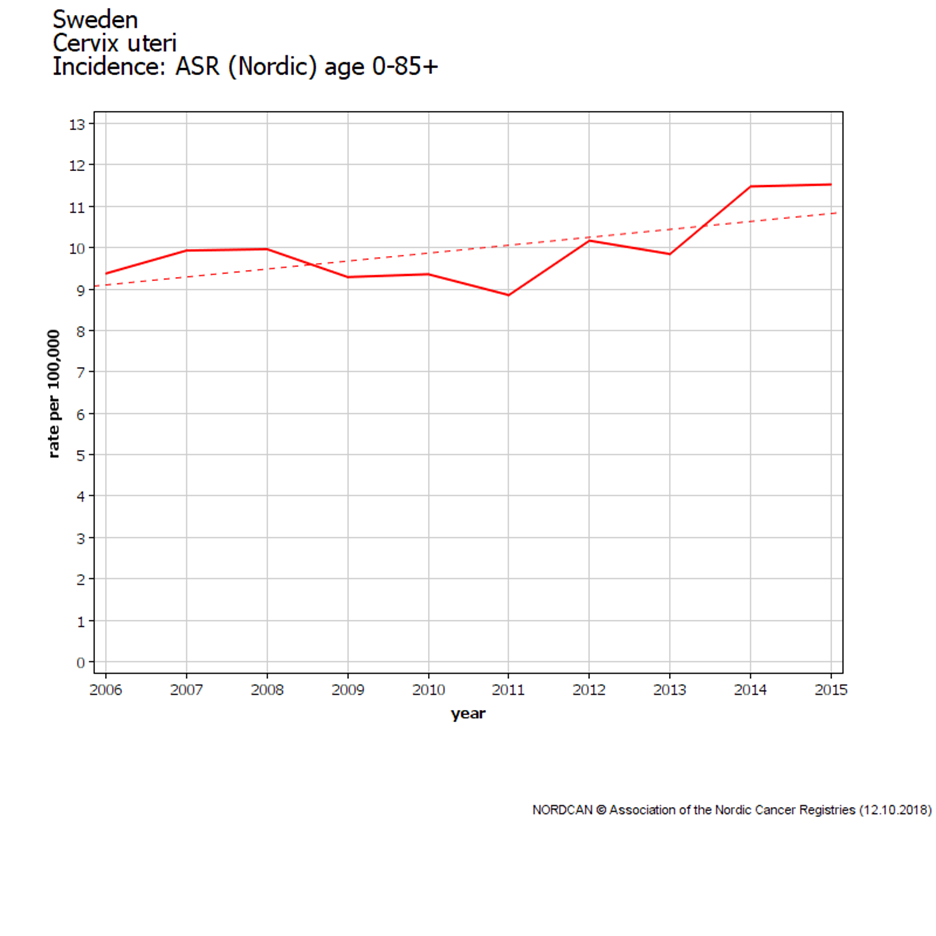 Sweden
Cervix uteri
Incidence: ASR (Nordic) age 0-85+
13
12
11
10
9
8
7
6
5
4
3
2
1
0
rate per 100,000
2006 2007 2008 2009 2010 2011 2012 2013 2014 2015
year
NORDCAN © Association of the Nordic Cancer Registries (12.10.2018)